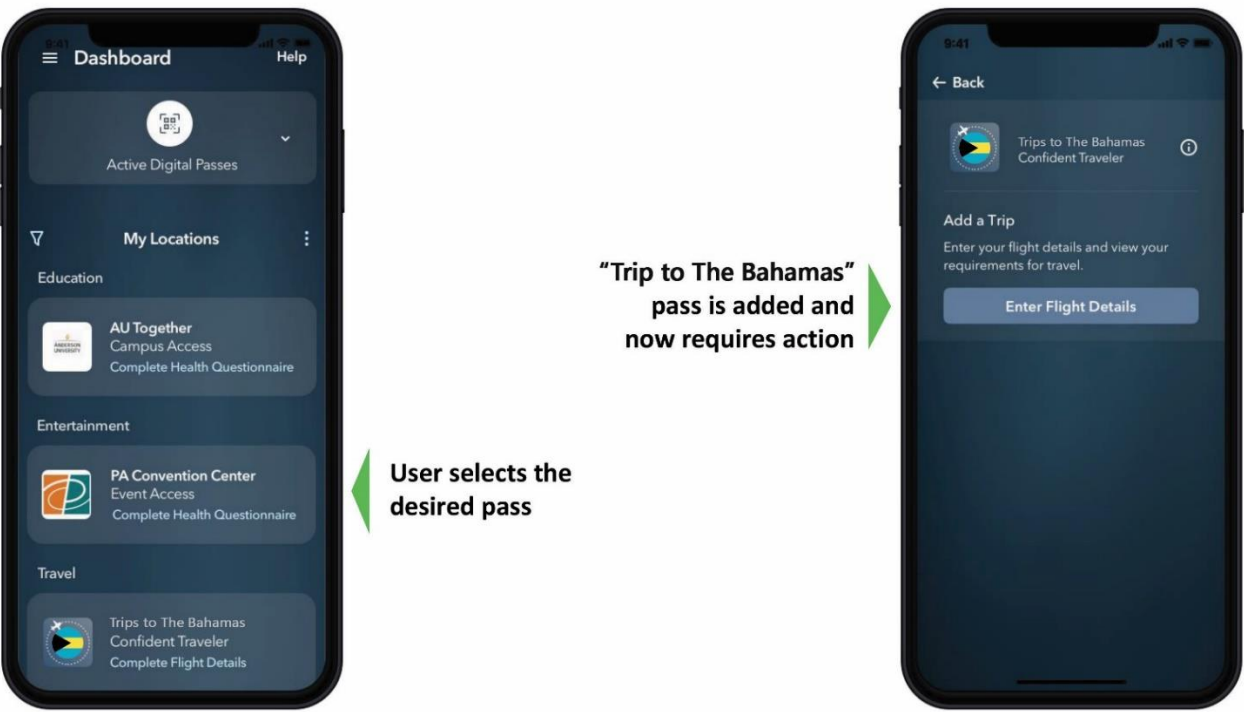 9:41
Dashboard
Help
Active Digital Passes
My Locations
Education
ANDERSON
UNIVERSITY
AU Together
Campus Access
Complete Health Questionnaire
Entertainment
PA Convention Center
Event Access
Complete Health Questionnaire
Travel
Trips to The Bahamas
Confident Traveler
Complete Flight Details
User selects the
desired pass
"Trip to The Bahamas"
pass is added and
now requires action
9:41
Back
Trips to The Bahamas
Confident Traveler
Add a Trip
Enter your flight details and view your
requirements for travel.
Enter Flight Details